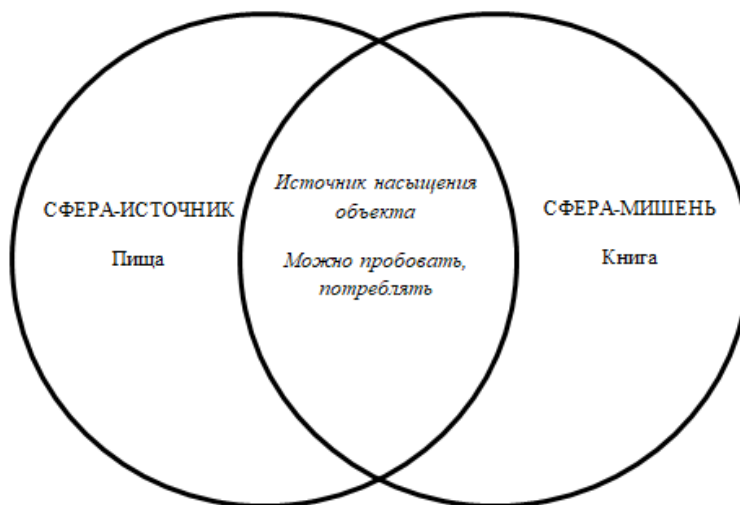 СФЕРА-ИСТОЧНИК
Пища
Источник насыщения
объекта
Можно пробовать,
потреблять
СФЕРА-МИШЕНЬ
Книга